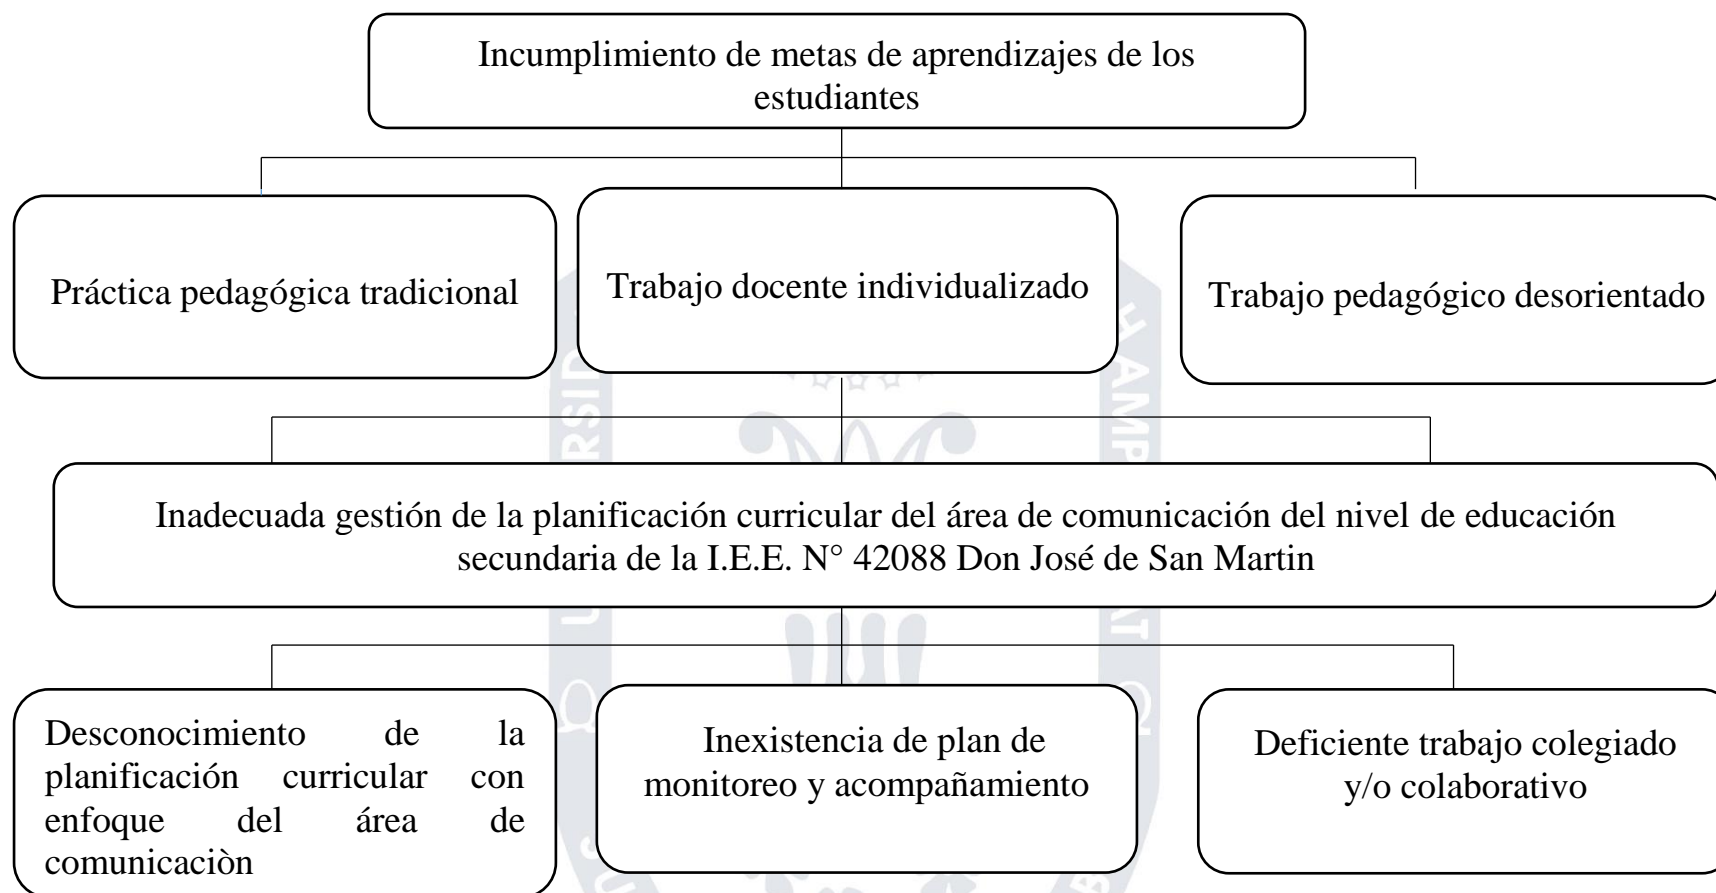 Incumplimiento de metas de aprendizajes de los
estudiantes
Práctica pedagógica tradicional
Trabajo docente individualizado
Trabajo pedagógico desorientado
Inadecuada gestión de la planificación curricular del área de comunicación del nivel de educación
secundaria de la I.E.E. N° 42088 Don José de San Martin
Desconocimiento de la
planificación curricular con
enfoque del área de
comunicaciòn
Inexistencia de plan de
monitoreo y acompañamiento
Deficiente trabajo colegiado
y/o colaborativo